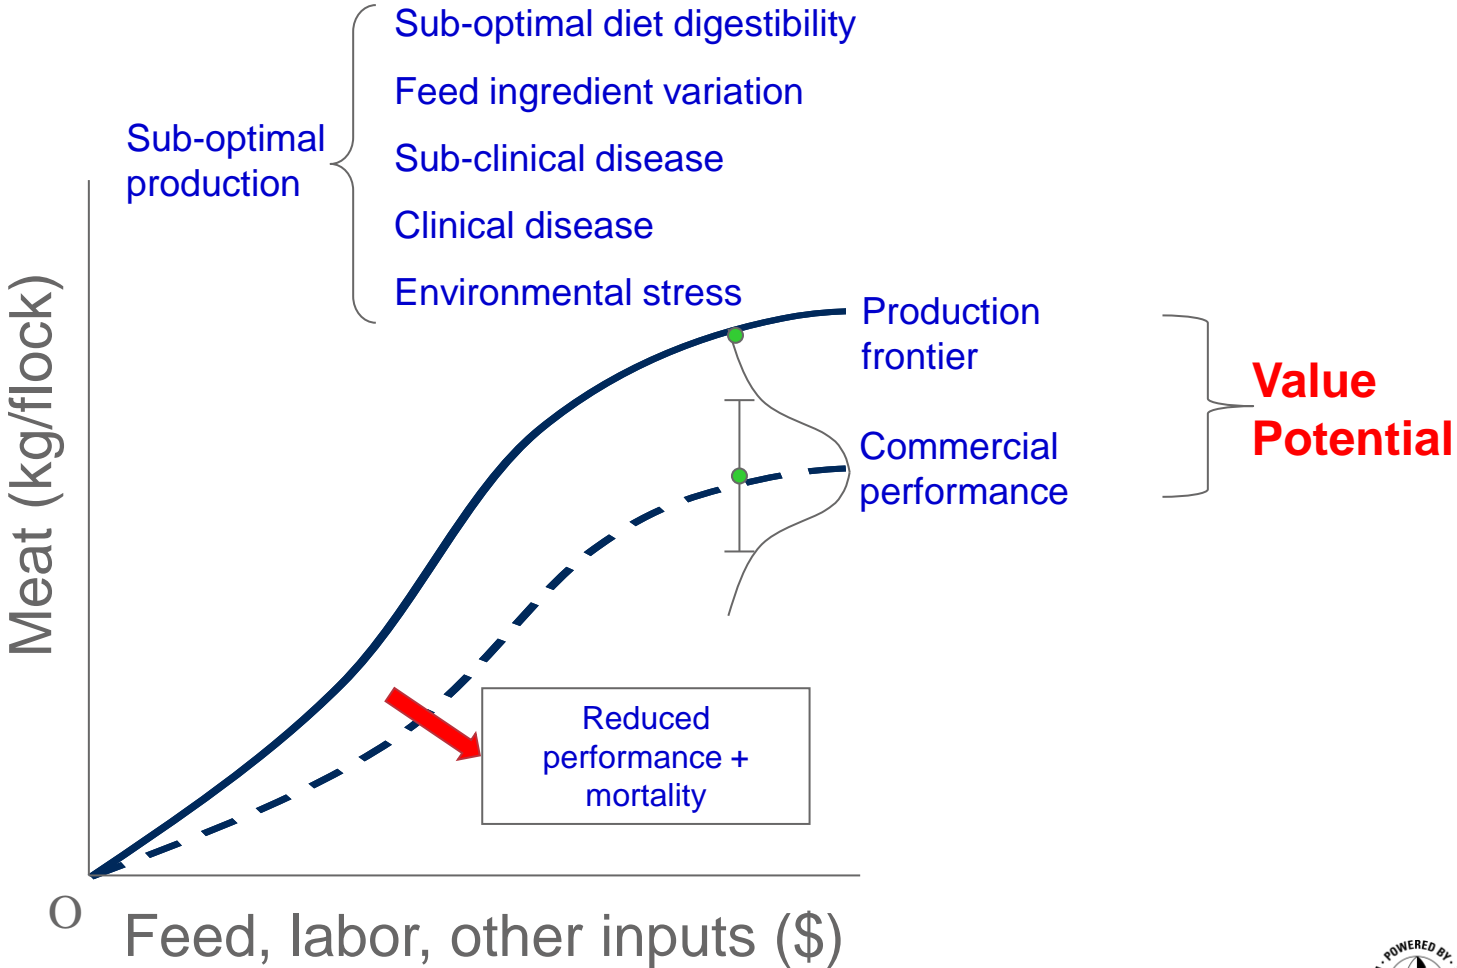 Sub-optimal diet digestibility
Feed ingredient variation
Sub-optimal
production
Sub-clinical disease
Clinical disease
Environmental stress
Production
frontier
Value
Potential
Commercial
performance
Meat (kg/flock)
Reduced
performance +
mortality
O
Feed, labor, other inputs ($)
POWERED BY